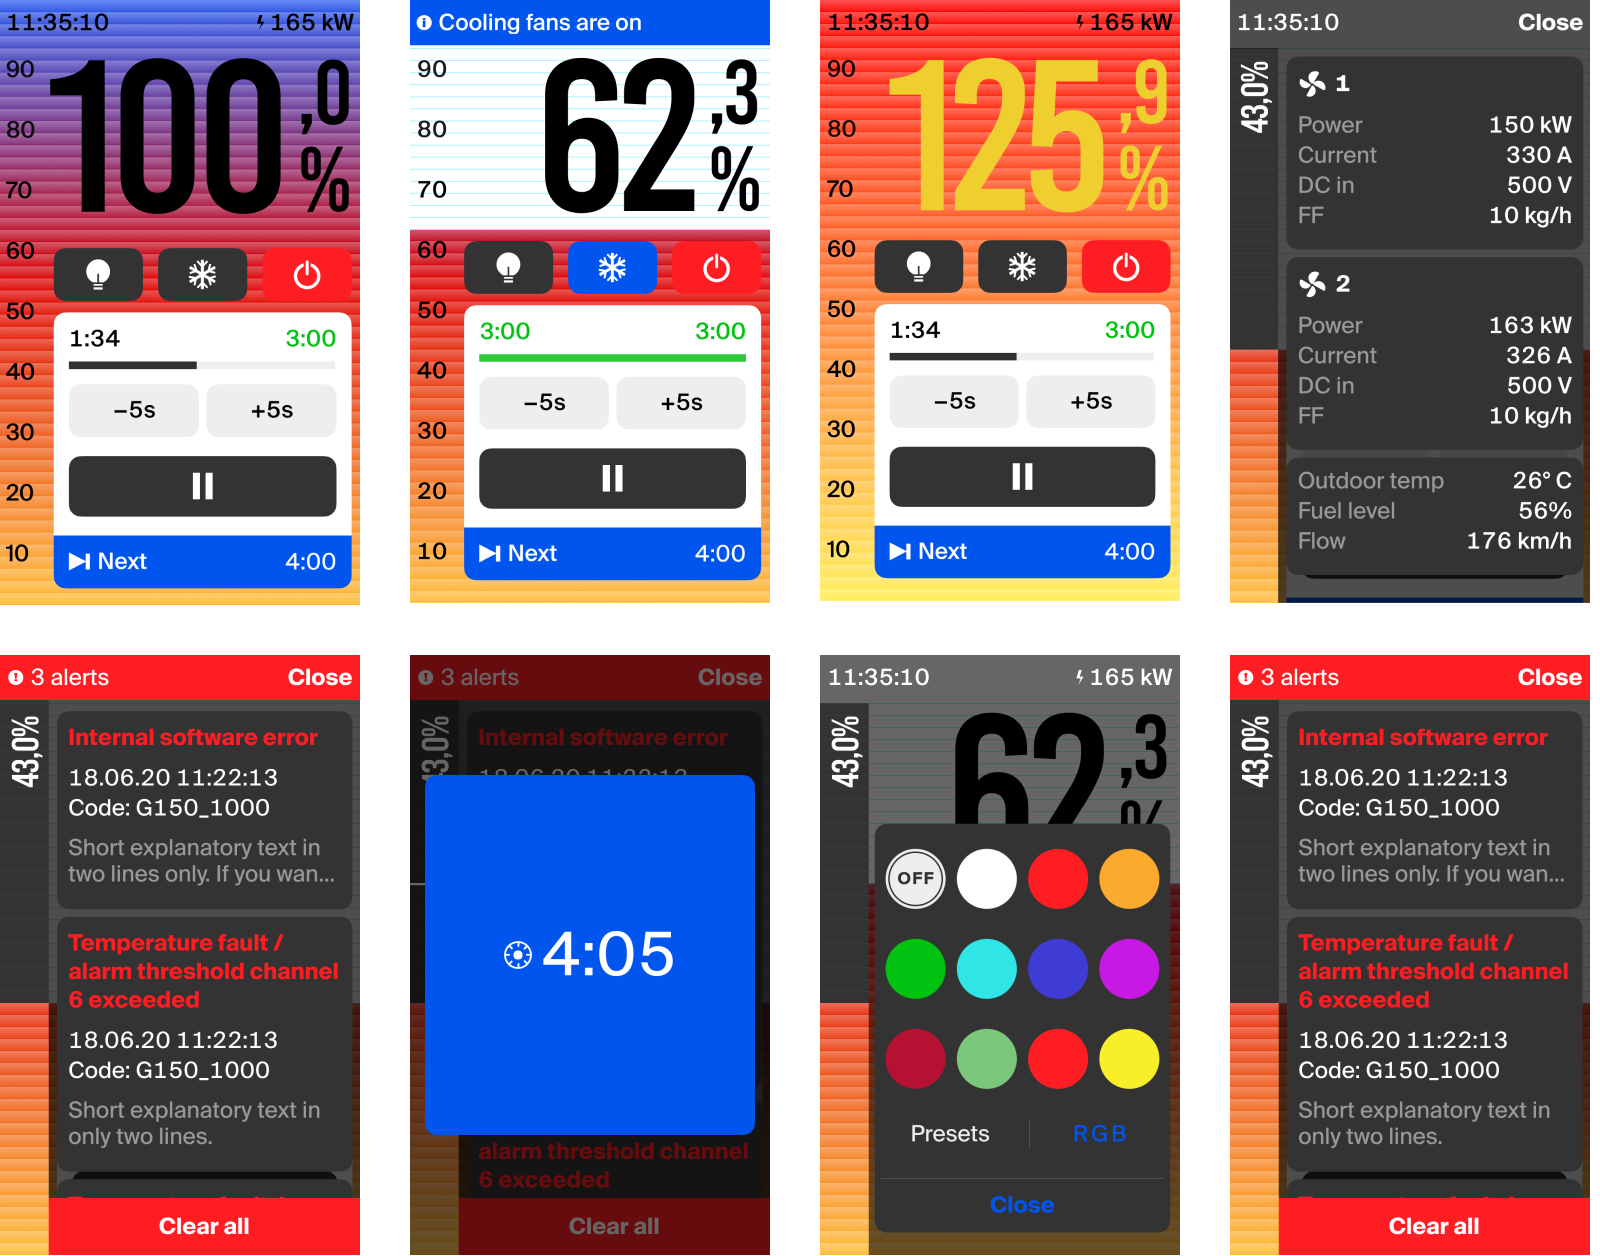 11:35:10 165 kW
100,0 %
90
80
70
60
50
40
30
20
10
1:34 3:00
–5s +5s
Next 4:00
Cooling fans are on
62,3 %
90
80
70
60
50
40
30
20
10
3:00 3:00
–5s +5s
Next 4:00
11:35:10 165 kW
125,9 %
90
80
70
60
50
40
30
20
10
1:34 3:00
–5s +5s
Next 4:00
11:35:10 Close
43,0%
1
Power 150 kW
Current 330 A
DC in 500 V
FF 10 kg/h
2
Power 163 kW
Current 326 A
DC in 500 V
FF 10 kg/h
Outdoor temp 26° C
Fuel level 56%
Flow 176 km/h
3 alerts Close
43,0%
Internal software error
18.06.20 11:22:13
Code: G150_1000
Short explanatory text in
two lines only. If you wan...
Temperature fault /
alarm threshold channel
6 exceeded
18.06.20 11:22:13
Code: G150_1000
Short explanatory text in
only two lines.
Clear all
3 alerts Close
43,0%
Internal software error
18.06.20 11:22:13
4:05
alarm threshold channel
6 exceeded
Clear all
11:35:10 165 kW
43,0%
62,3
%
OFF
Presets RGB
Close
3 alerts Close
43,0%
Internal software error
18.06.20 11:22:13
Code: G150_1000
Short explanatory text in
two lines only. If you wan...
Temperature fault /
alarm threshold channel
6 exceeded
18.06.20 11:22:13
Code: G150_1000
Short explanatory text in
only two lines.
Clear all